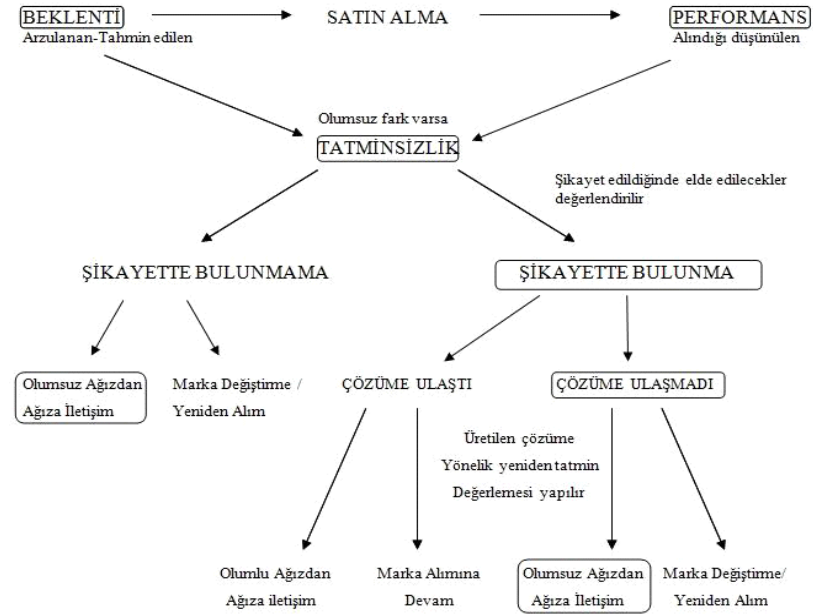 BEKLENTİ
SATIN ALMA
PERFORMANS
Arzulanan-Tahmin edilen
Alındığı düşünülen
Olumsuz fark varsa
TATMİNSİZLİK
Şikayet edildiğinde elde edilecekler
değerlendirilir
ŞİKAYETTE BULUNMAMA
ŞİKAYETTE BULUNMA
Olumsuz Ağızdan
Ağıza İletişim
Marka Değiştirme /
Yeniden Alım
ÇÖZÜME ULAŞTI
ÇÖZÜME ULAŞMADI
Üretilen çözüme
Yönelik yeniden tatmin
Değerlemesi yapılır
Olumlu Ağızdan
Ağıza iletişim
Marka Alımına
Devam
Olumsuz Ağızdan
Ağıza İletişim
Marka Değiştirme/
Yeniden Alım